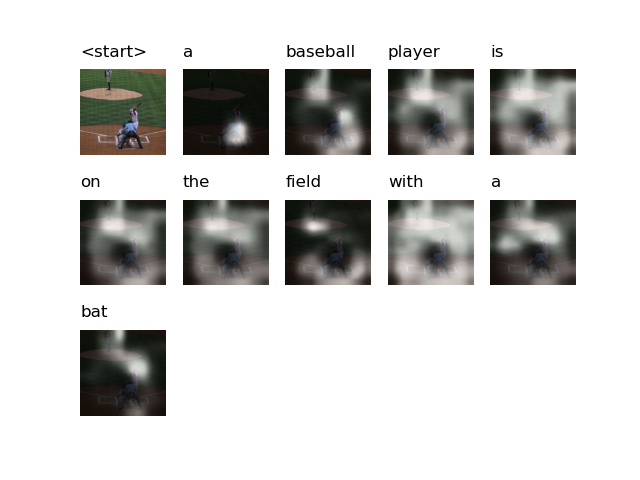 <start> a baseball player is
on the field with a
bat